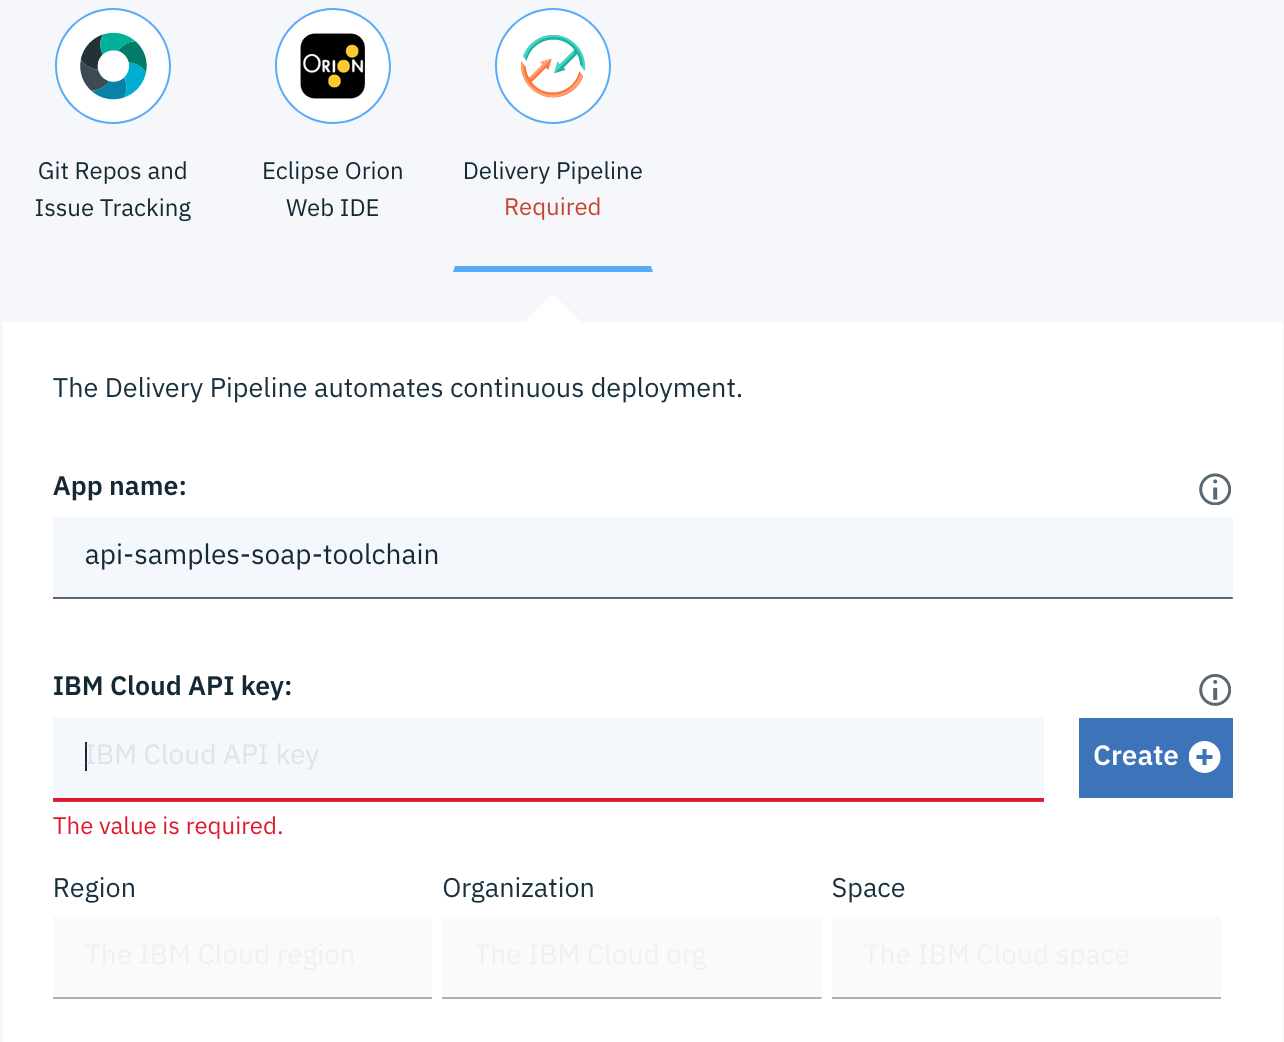 ORION
Git Repos and
Issue Tracking
Eclipse Orion
Web IDE
Delivery Pipeline
Required
The Delivery Pipeline automates continuous deployment.
App name:
api-samples-soap-toolchain
IBM Cloud API key:
IBM Cloud API key
Create
The value is required.
Region
Organization
Space
The IBM Cloud region
The IBM Cloud org
The IBM Cloud space